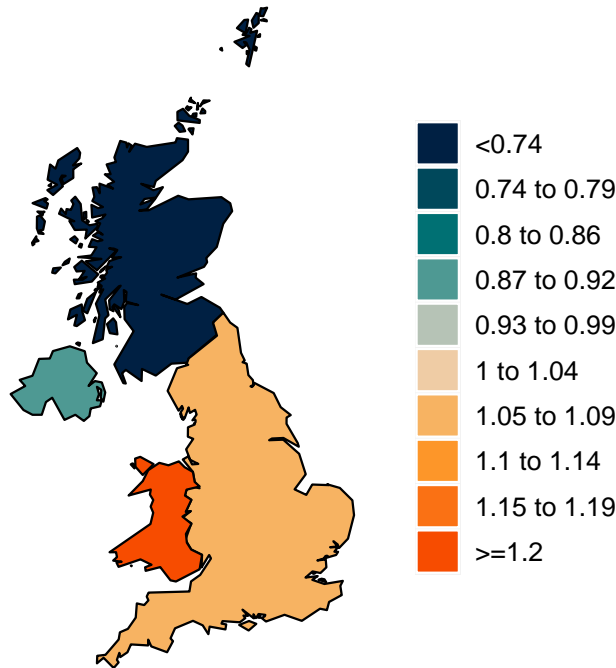 <0.74
0.74 to 0.79
0.8 to 0.86
0.87 to 0.92
0.93 to 0.99
1 to 1.04
1.05 to 1.09
1.1 to 1.14
1.15 to 1.19
>=1.2